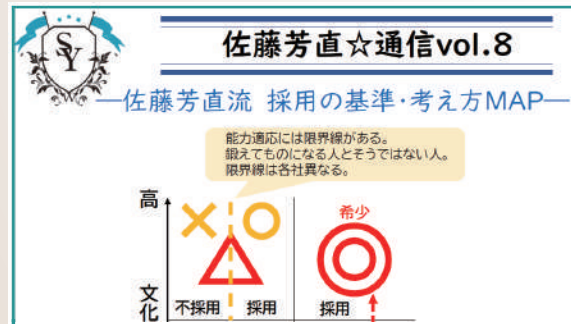 SY
佐藤芳直☆通信vol.8
―佐藤芳直流 採用の基準・考え方MAP―
能力適応には限界線がある。
鍛えてものになる人とそうではない人。
限界線は各社異なる。
高
希少
文化
不採用 採用 採用